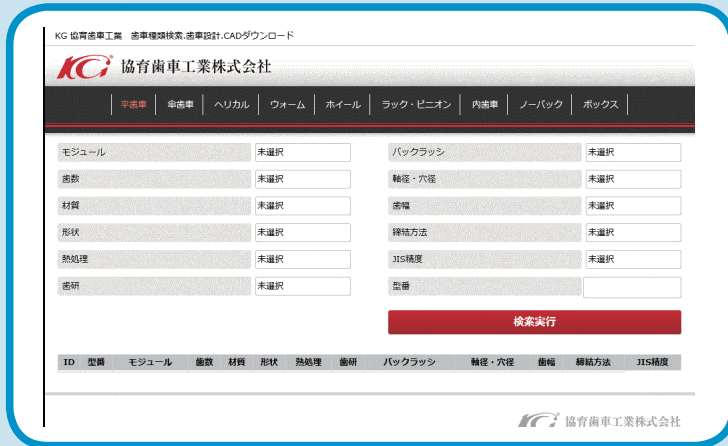 KG 協育歯車工業 歯車種類検索.歯車設計.CADダウンロード
KG 協育歯車工業株式会社
平歯車 傘歯車 ヘリカル ウォーム ホイール ラック・ピニオン 内歯車 ノーバック ボックス
モジュール 未選択 バックラッシ 未選択
歯数 未選択 軸径・穴径 未選択
材質 未選択 歯幅 未選択
形状 未選択 締結方法 未選択
熱処理 未選択 JIS精度 未選択
歯研 未選択 型番
検索実行
ID 型番 モジュール 歯数 材質 形状 熱処理 歯研 バックラッシ 軸径・穴径 歯幅 締結方法 JIS精度
KG 協育歯車工業株式会社